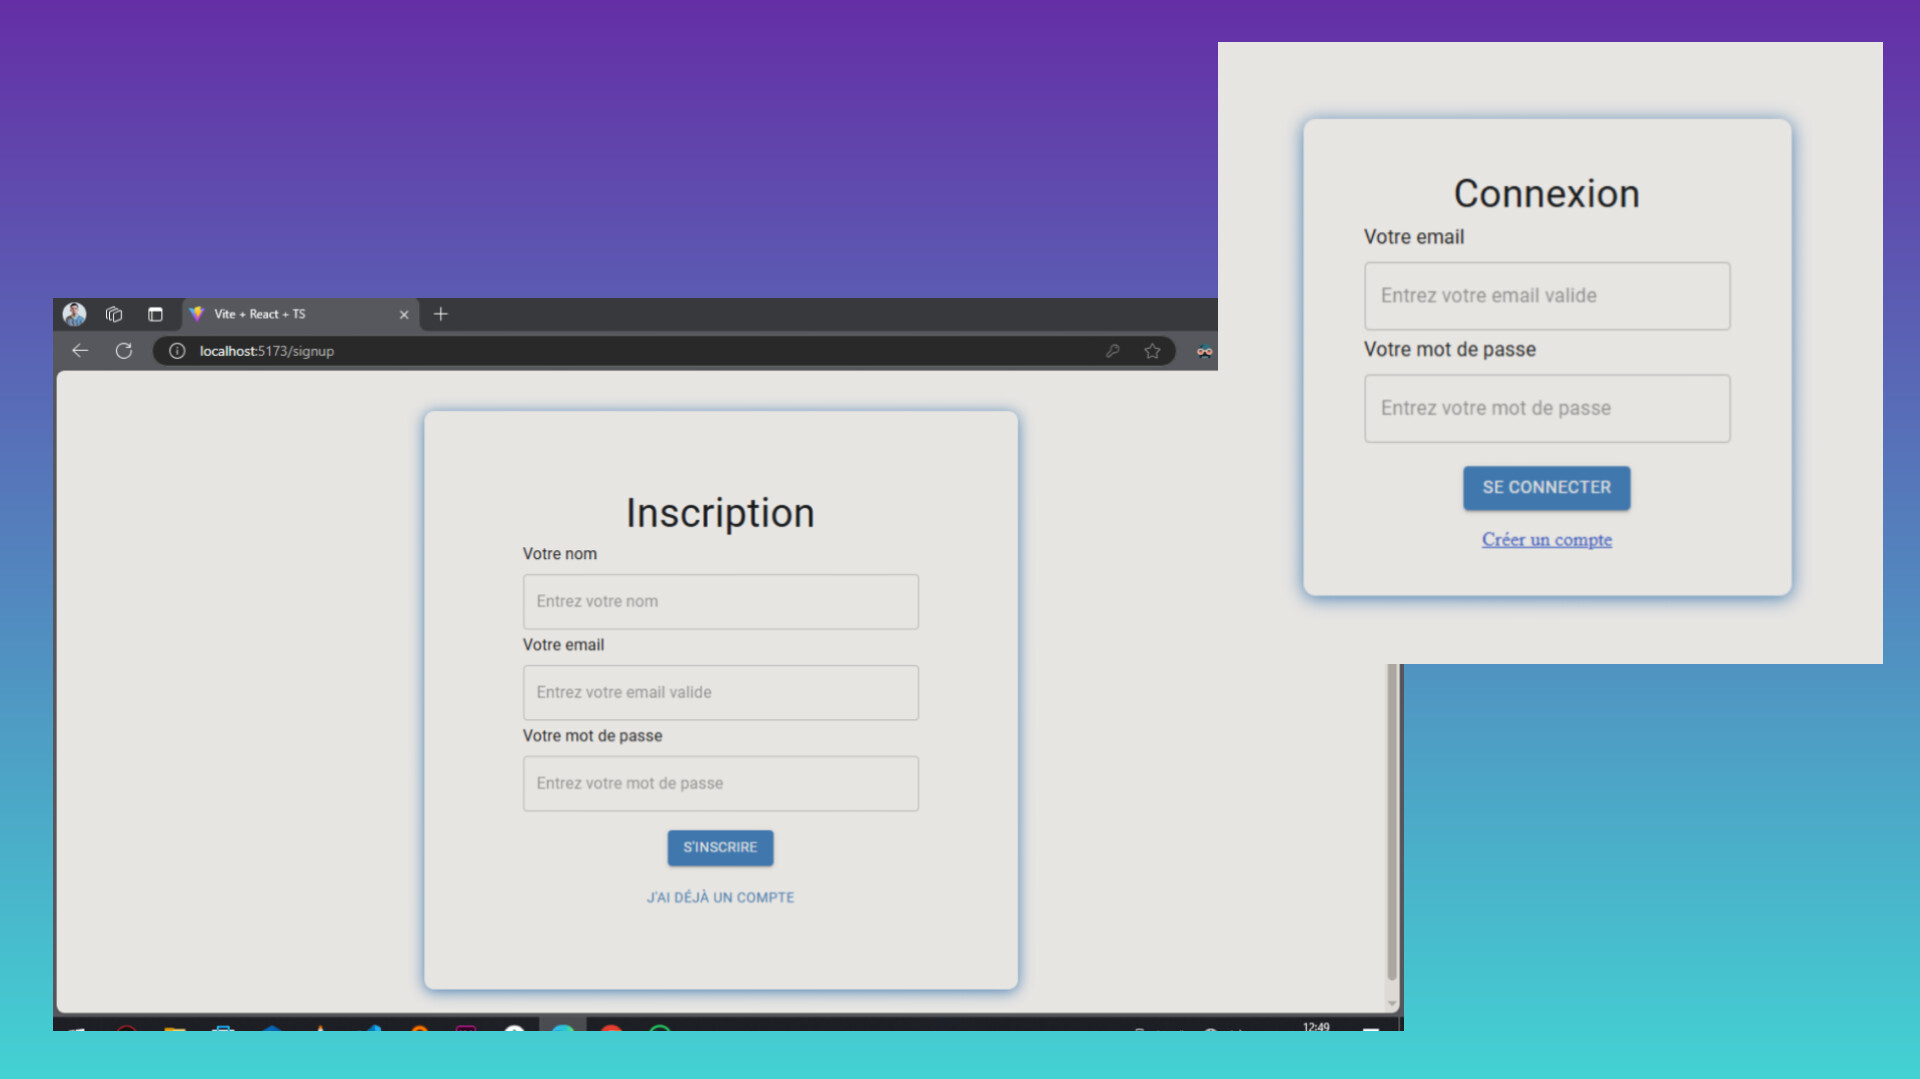 Vite + React + TS
localhost:5173/signup
Inscription
Votre nom
Entrez votre nom
Votre email
Entrez votre email valide
Votre mot de passe
Entrez votre mot de passe
S'INSCRIRE
J'AI DÉJÀ UN COMPTE
12:49
Connexion
Votre email
Entrez votre email valide
Votre mot de passe
Entrez votre mot de passe
SE CONNECTER
Créer un compte